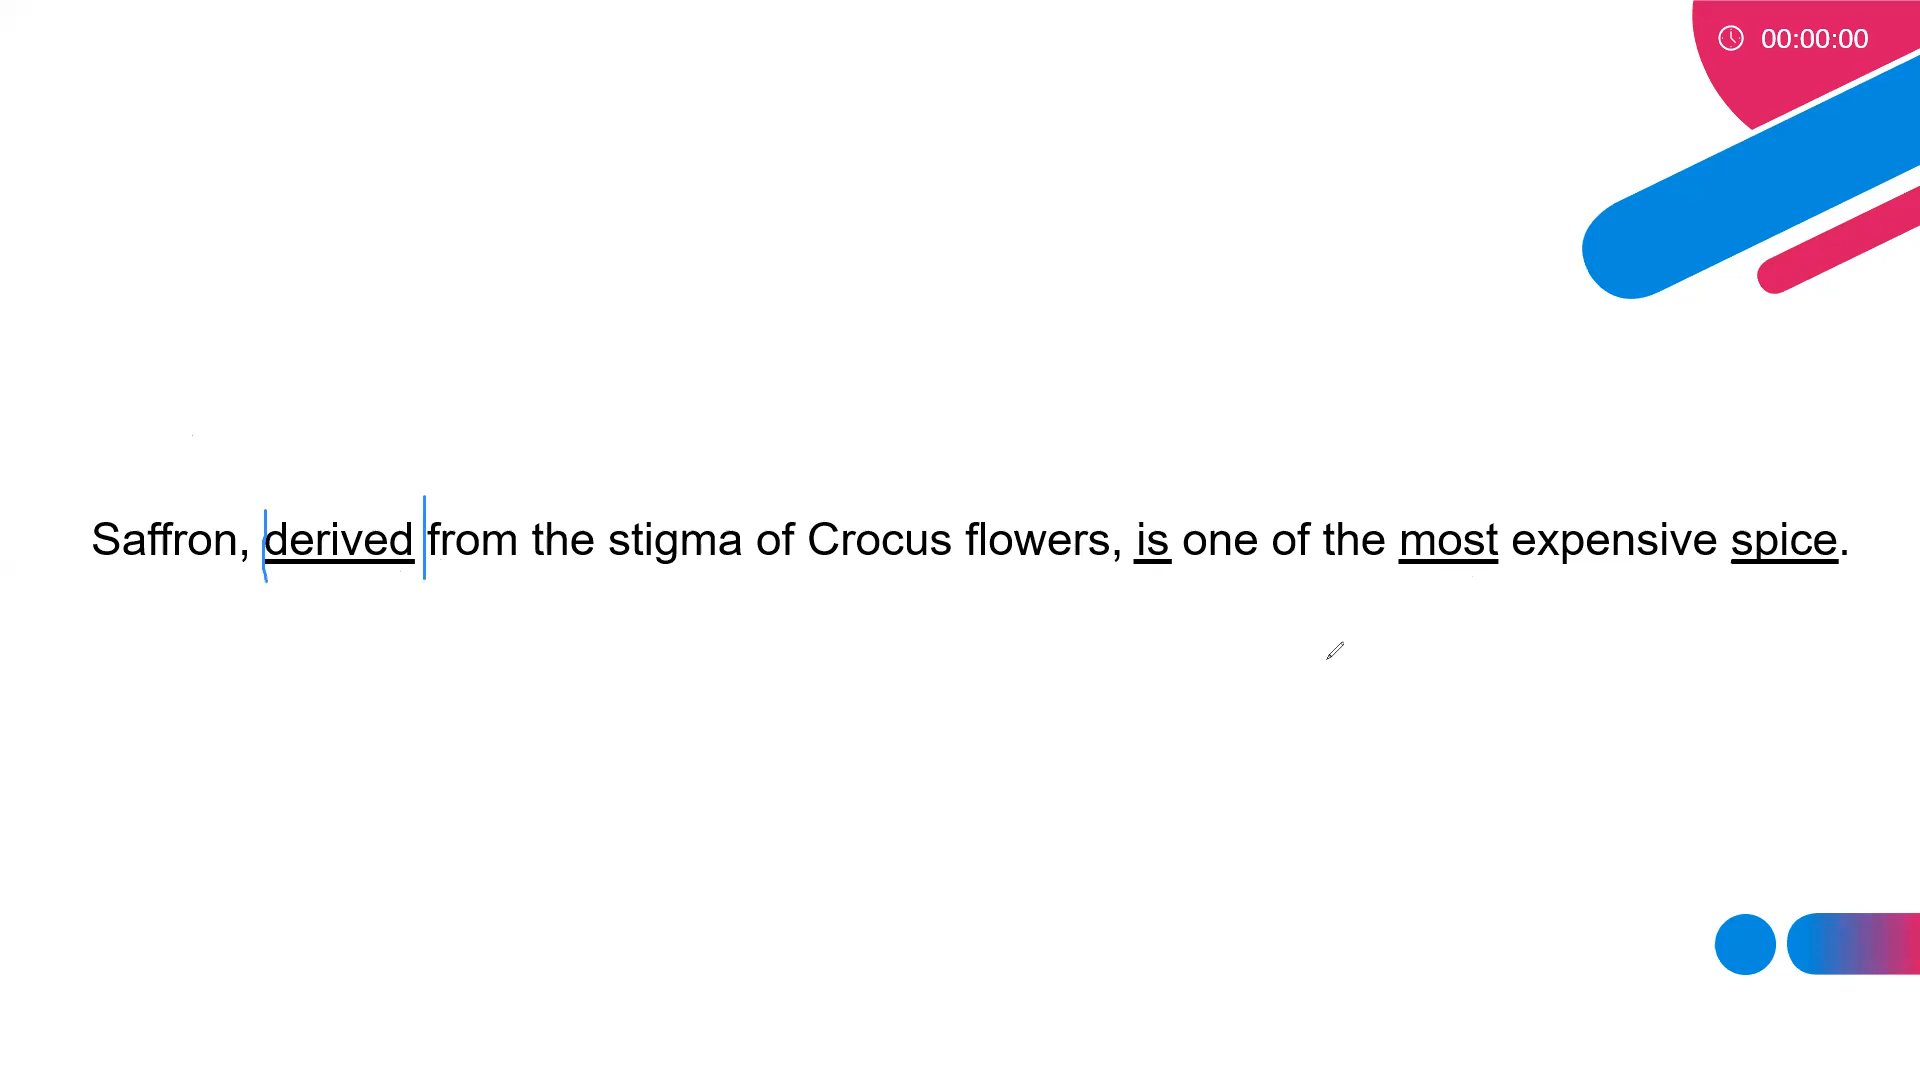 00:00:00
Saffron, derived from the stigma of Crocus flowers, is one of the most expensive spice.